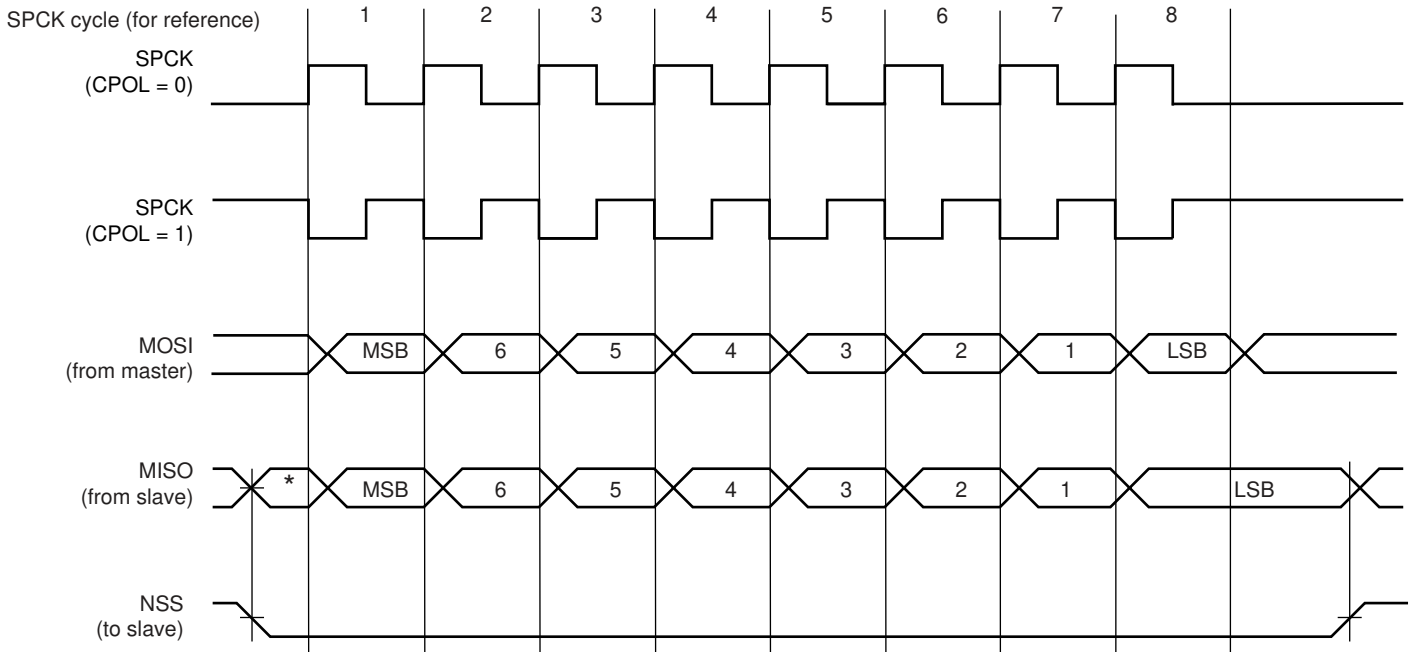 SPCK cycle (for reference) 1 2 3 4 5 6 7 8
SPCK
(CPOL = 0)
SPCK
(CPOL = 1)
MOSI
(from master)
MSB 6 5 4 3 2 1 LSB
MISO
(from slave)
* MSB 6 5 4 3 2 1 LSB
NSS
(to slave)